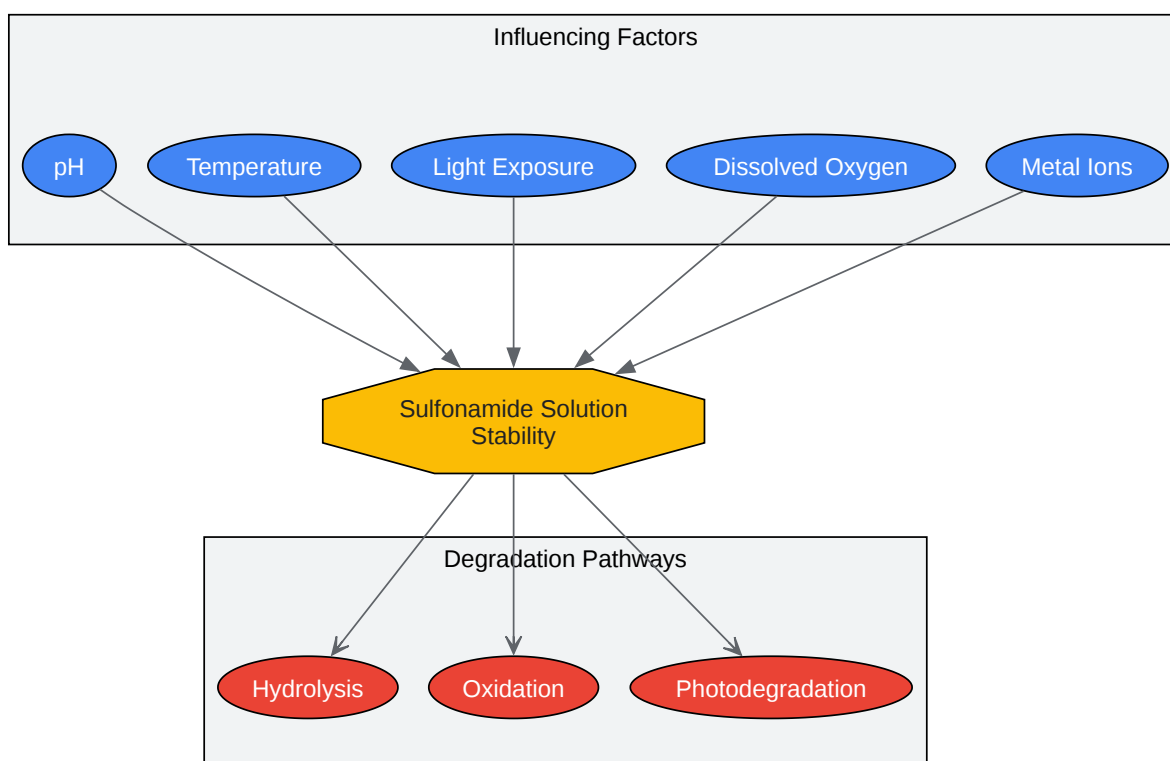 Influencing Factors
pH
Temperature
Light Exposure
Dissolved Oxygen
Metal Ions
Sulfonamide Solution
Stability
Degradation Pathways
Hydrolysis
Oxidation
Photodegradation